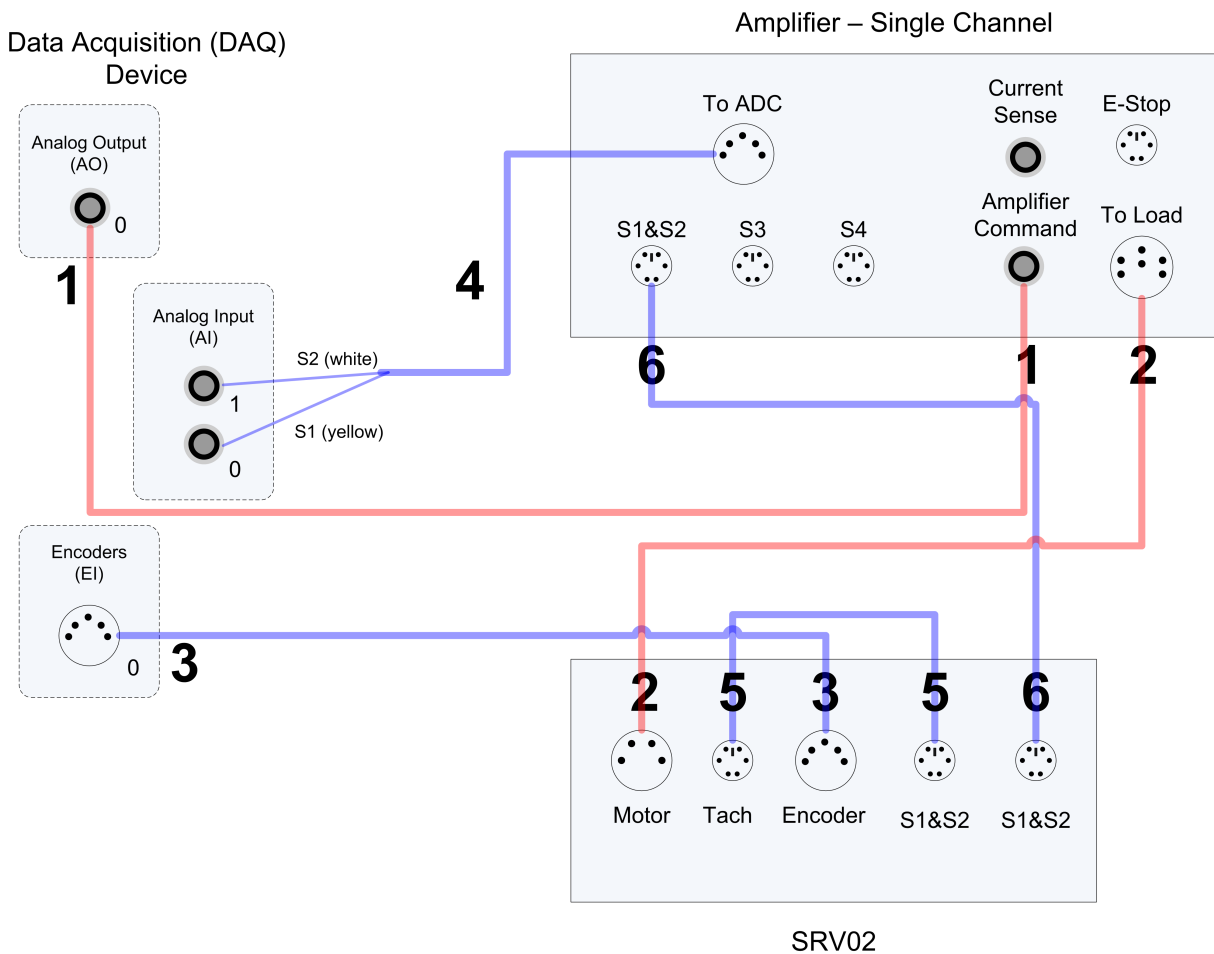 Data Acquisition (DAQ)
Device
Amplifier – Single Channel
Analog Output
(AO)
0
1
Analog Input
(AI)
S2 (white)
1
S1 (yellow)
0
4
To ADC
Current
Sense
E-Stop
S1&S2
S3
S4
Amplifier
Command
To Load
6
1
2
Encoders
(EI)
0
3
2
5
3
5
6
Motor
Tach
Encoder
S1&S2
S1&S2
SRV02